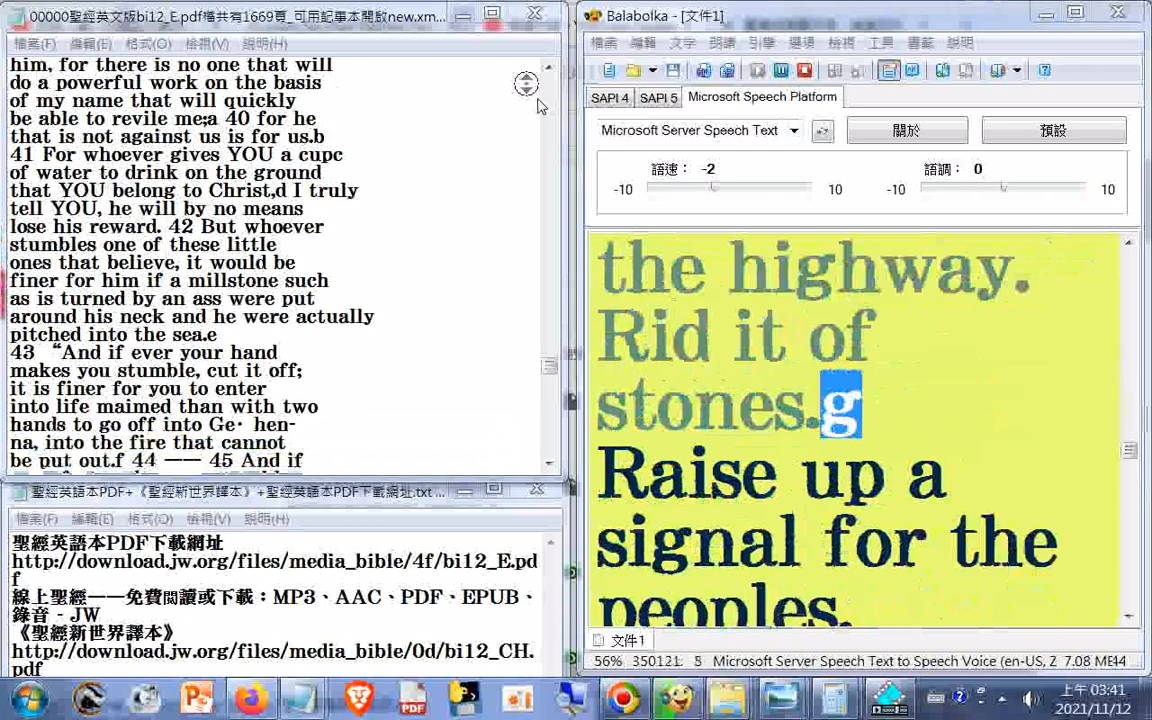 00000聖經英文版bi12_E.pdf檔共有1669頁_可用記事本開啟new.xm...
檔案(F) 編輯(E) 格式(O) 檢視(V) 說明(H)
him, for there is no one that will
do a powerful work on the basis
of my name that will quickly
be able to revile me;a 40 for he
that is not against us is for us.b
41 For whoever gives YOU a cupc
of water to drink on the ground
that YOU belong to Christ,d I truly
tell YOU, he will by no means
lose his reward. 42 But whoever
stumbles one of these little
ones that believe, it would be
finer for him if a millstone such
as is turned by an ass were put
around his neck and he were actually
pitched into the sea.e
43 “And if ever your hand
makes you stumble, cut it off;
it is finer for you to enter
into life maimed than with two
hands to go off into Ge· hen-
na, into the fire that cannot
be put out.f 44 —— 45 And if
聖經英語本PDF+《聖經新世界譯本》+聖經英語本PDF下載網址.txt ...
檔案(F) 編輯(E) 格式(O) 檢視(V) 說明(H)
聖經英語本PDF下載網址
http://download.jw.org/files/media_bible/4f/bi12_E.pd
f
線上聖經——免費閱讀或下載：MP3、AAC、PDF、EPUB、
錄音 - JW
《聖經新世界譯本》
http://download.jw.org/files/media_bible/0d/bi12_CH.
pdf
Balabolka - [文件1]
檔案 編輯 文字 朗讀 引擎 選項 檢視 工具 書籤 說明
SAPI 4 SAPI 5 Microsoft Speech Platform
Microsoft Server Speech Text 關於 預設
語速： -2 語調： 0
-10 10 -10 10
the highway.
Rid it of
stones.g
Raise up a
signal for the
peoples.
文件1
56% 350121: 8 Microsoft Server Speech Text to Speech Voice (en-US, Z 7.08 ME44
上午 03:41
2021/11/12